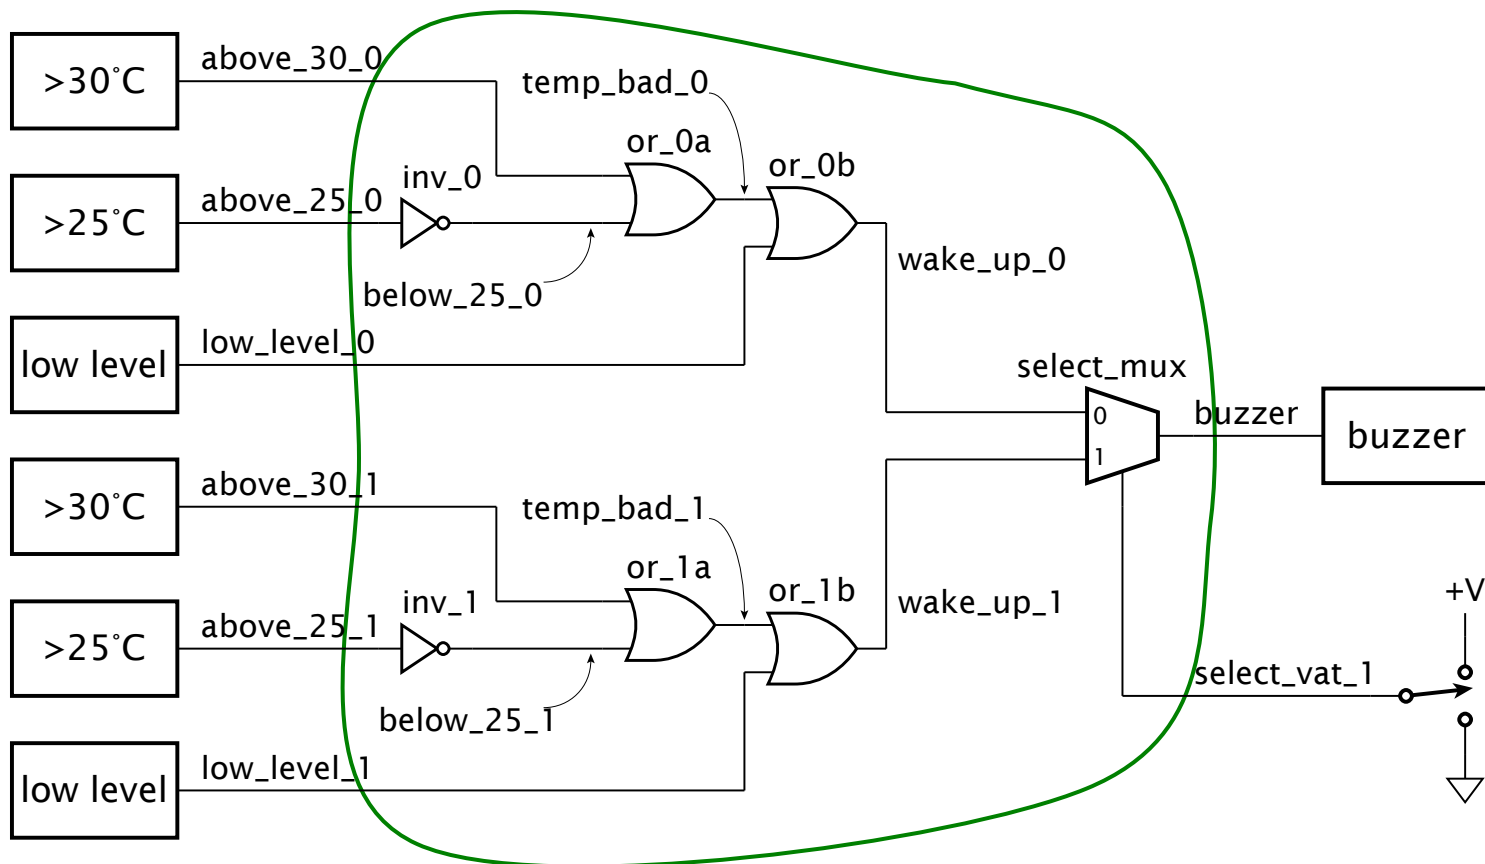 above_30_0
>30°C
temp_bad_0
or_0a
or_0b
inv_0
above_25_0
>25°C
wake_up_0
below_25_0
low_level_0
low level
select_mux
0
buzzer
buzzer
1
above_30_1
>30°C
temp_bad_1
or_1a
or_1b
inv_1
wake_up_1
+V
above_25_1
>25°C
select_vat_1
below_25_1
low_level_1
low level